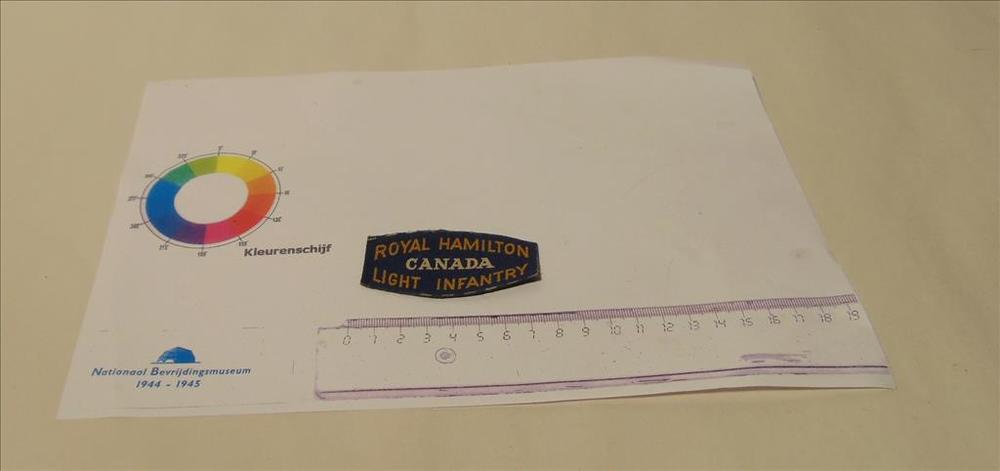 Kleurenschijf
ROYAL HAMILTON
CANADA
LIGHT INFANTRY
0 1 2 3 4 5 6 7 8 9 10 11 12 13 14 15 16 17 18 19
Nationaal Bevrijdingsmuseum
1944 - 1945